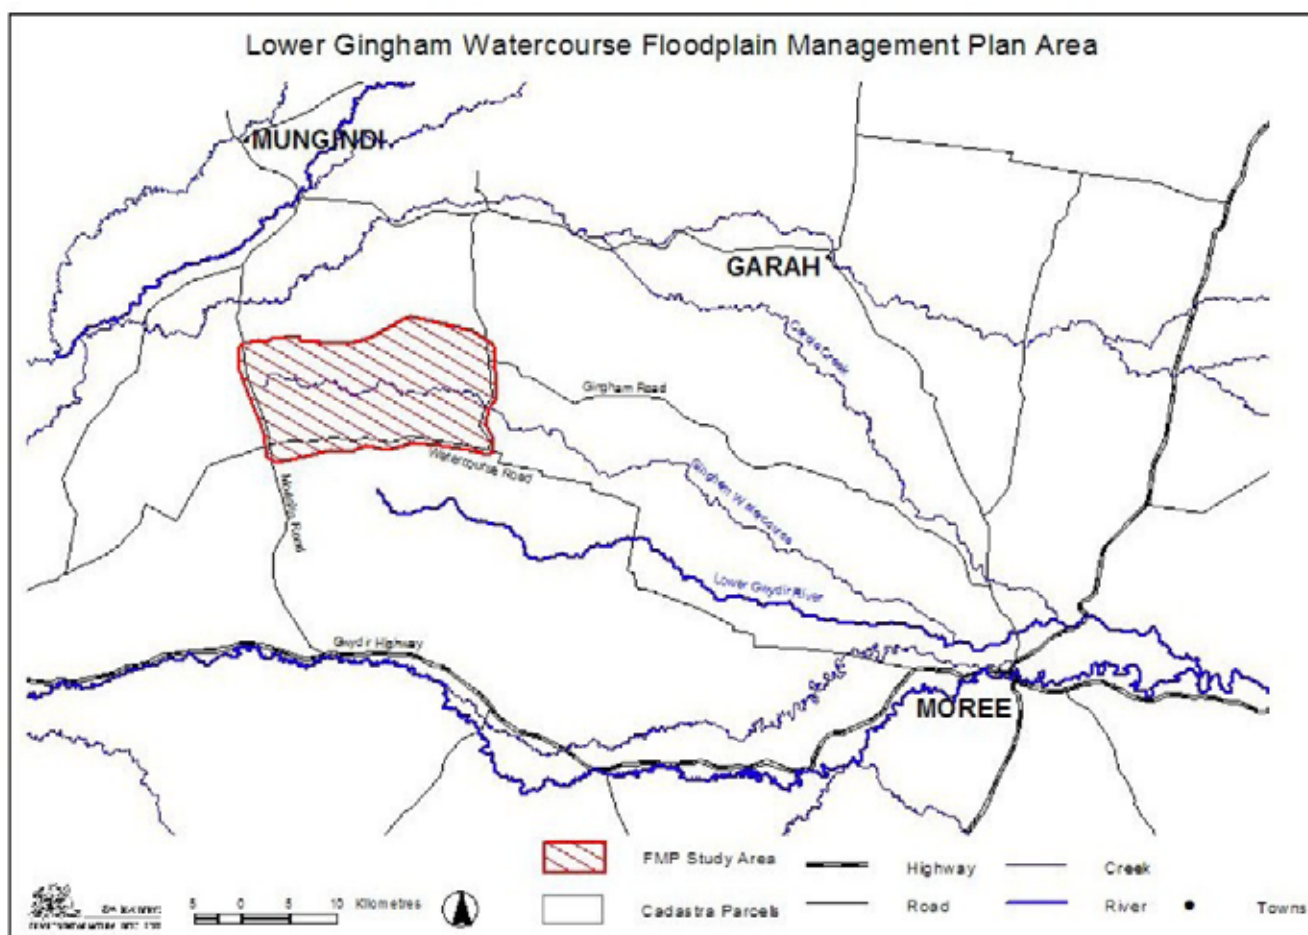 Lower Gingham Watercourse Floodplain Management Plan Area
MUNGINDI
GARAH
Carole Creek
Gingham Road
Watercourse Road
Gingham Watercourse
Road
Lower Gwydir River
Gwydir Highway
MOREE
FMP Study Area
Highway
Creek
5 0 5 10 Kilometres
Cadastra Parcels
Road
River
Towns